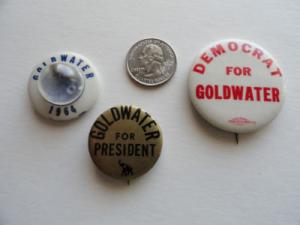 GOLDWATER
1964
GOLDWATER
FOR
PRESIDENT
DEMOCRAT
FOR
GOLDWATER